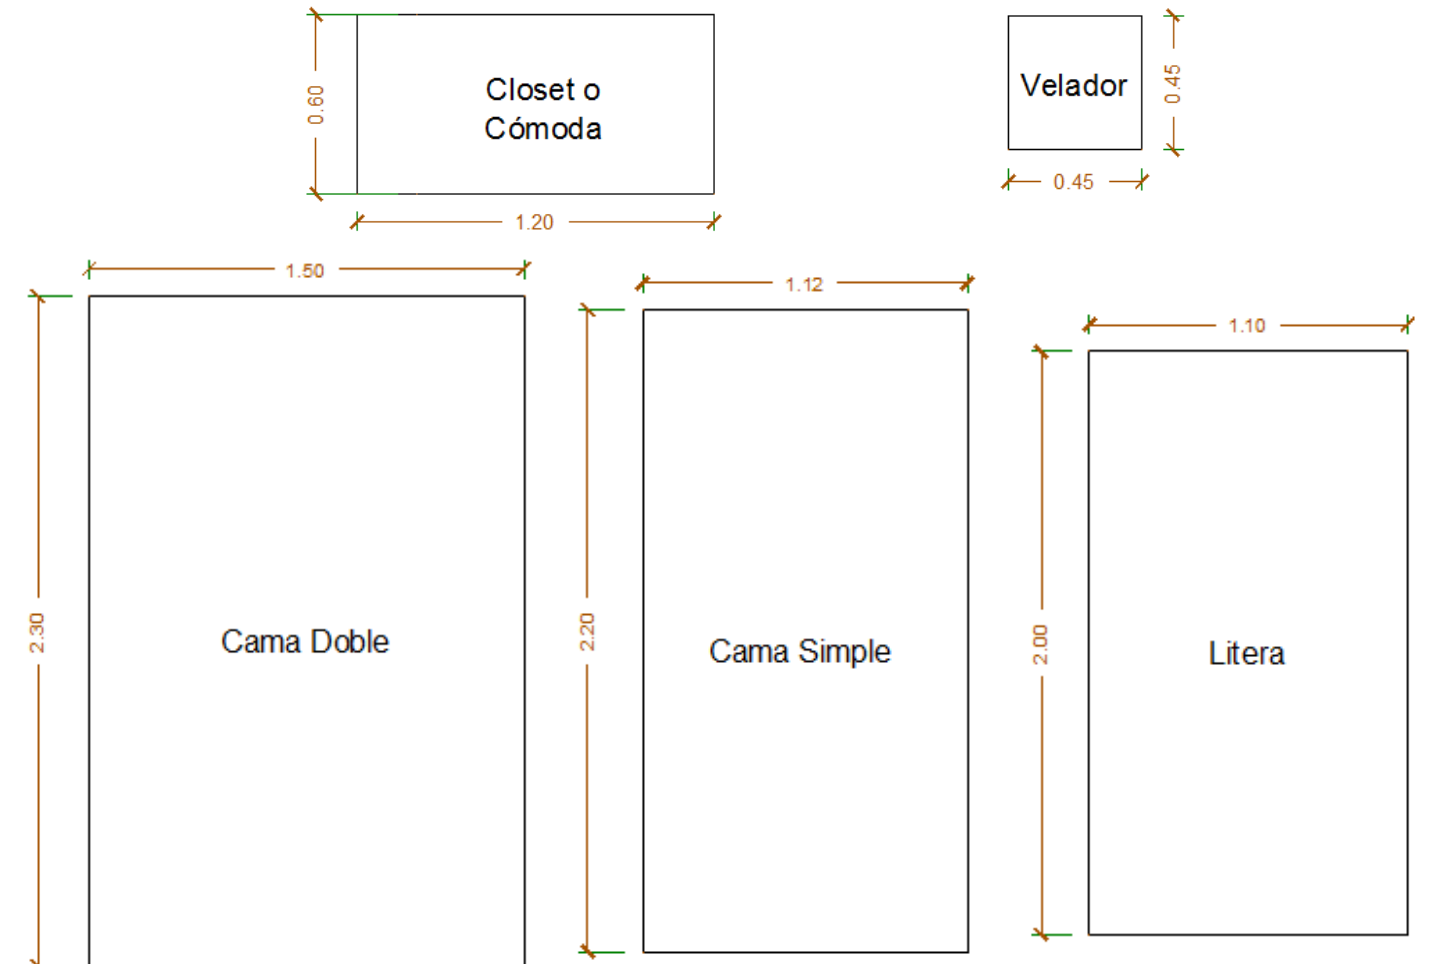 0.60
Closet o
Cómoda
1.20
Velador
0.45
0.45
1.50
2.30
Cama Doble
1.12
2.20
Cama Simple
1.10
2.00
Litera